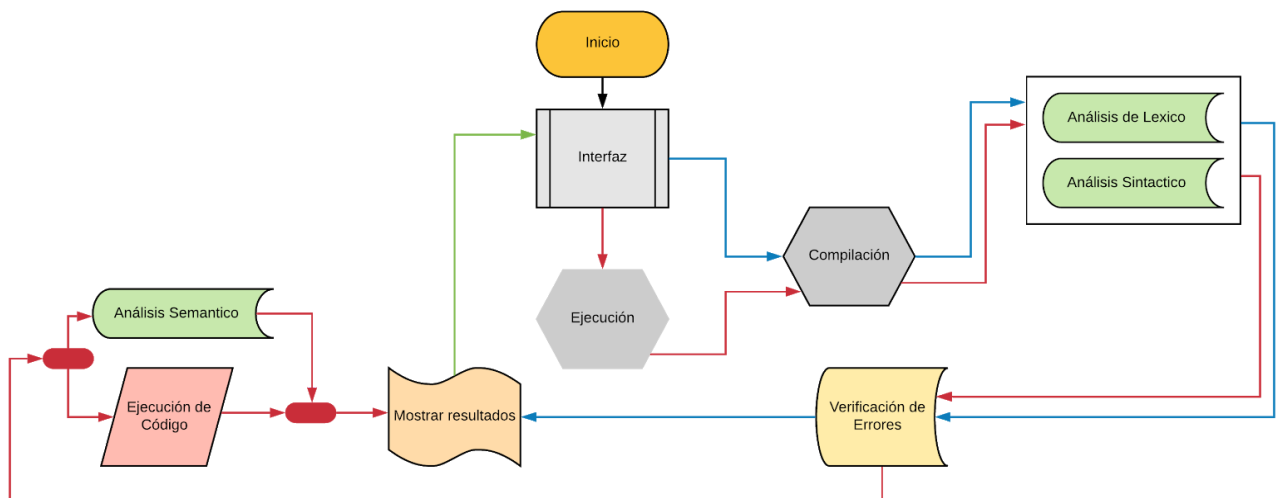 Inicio
Interfaz
Análisis de Lexico
Análisis Sintactico
Compilación
Ejecución
Análisis Semantico
Ejecución de
Código
Mostrar resultados
Verificación de
Errores